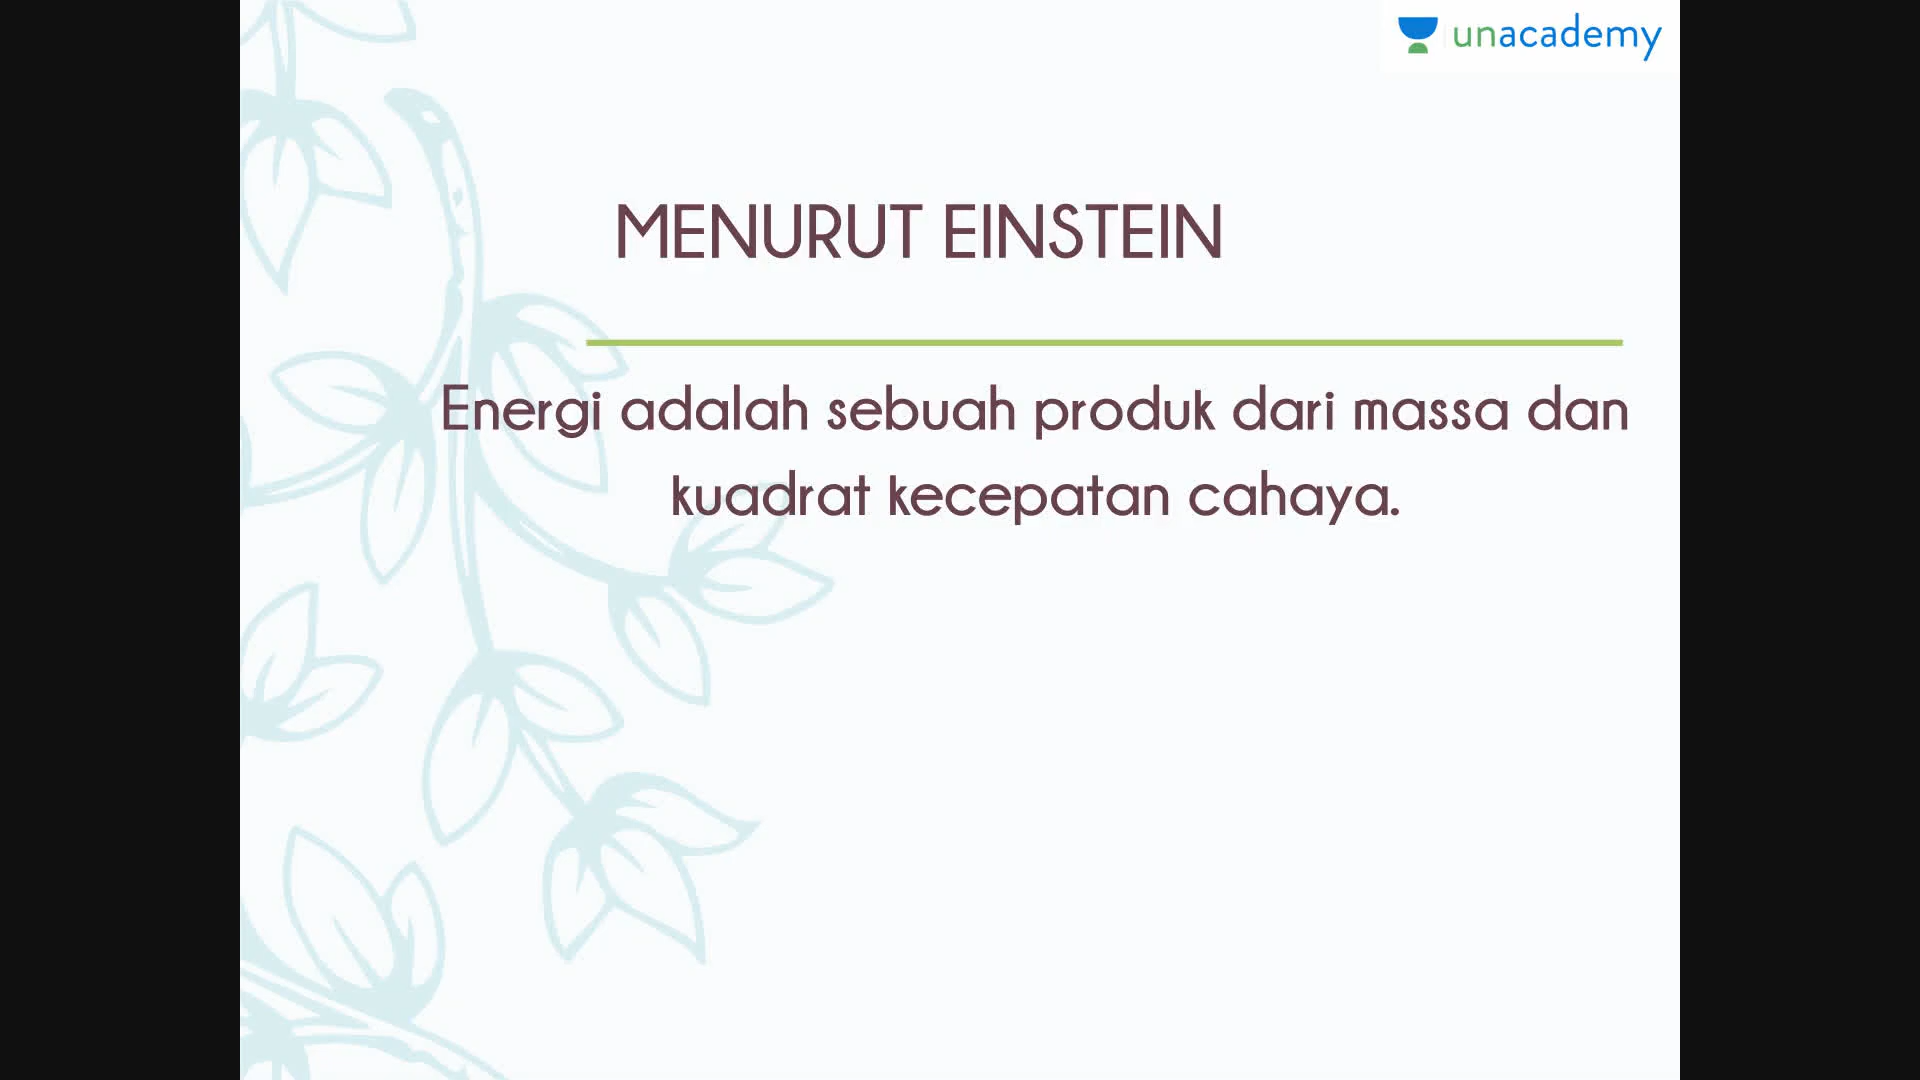 unacademy
MENURUT EINSTEIN
Energi adalah sebuah produk dari massa dan
kuadrat kecepatan cahaya.